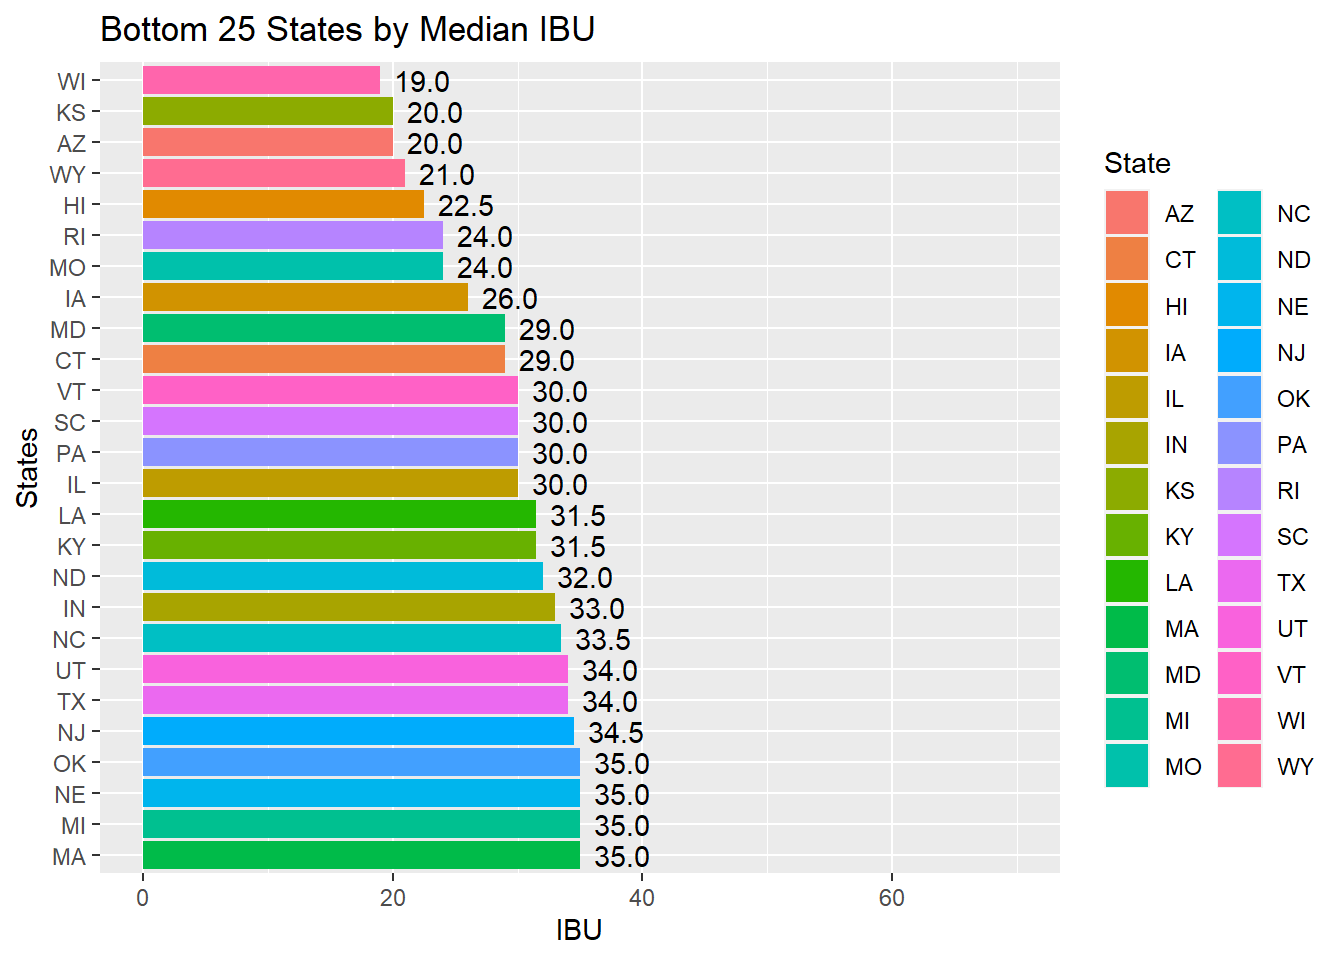 Bottom 25 States by Median IBU
States
WI 19.0
KS 20.0
AZ 20.0
WY 21.0
HI 22.5
RI 24.0
MO 24.0
IA 26.0
MD 29.0
CT 29.0
VT 30.0
SC 30.0
PA 30.0
IL 30.0
LA 31.5
KY 31.5
ND 32.0
IN 33.0
NC 33.5
UT 34.0
TX 34.0
NJ 34.5
OK 35.0
NE 35.0
MI 35.0
MA 35.0
0 20 40 60
IBU
State
AZ NC
CT ND
HI NE
IA NJ
IL OK
IN PA
KS RI
KY SC
LA TX
MA UT
MD VT
MI WI
MO WY